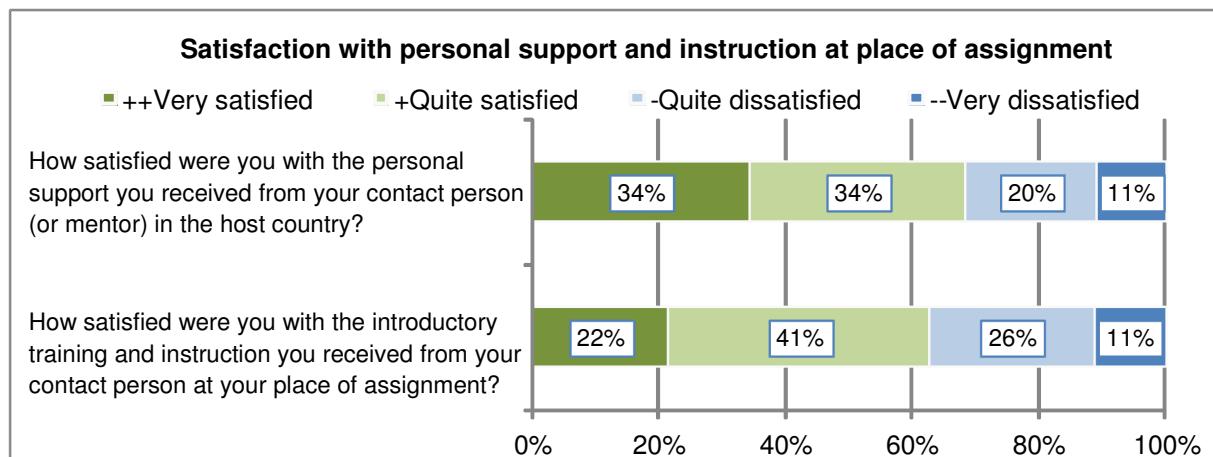 Satisfaction with personal support and instruction at place of assignment
++Very satisfied +Quite satisfied -Quite dissatisfied --Very dissatisfied
How satisfied were you with the personal
support you received from your contact person
(or mentor) in the host country?
34% 34% 20% 11%
How satisfied were you with the introductory
training and instruction you received from your
contact person at your place of assignment?
22% 41% 26% 11%
0% 20% 40% 60% 80% 100%